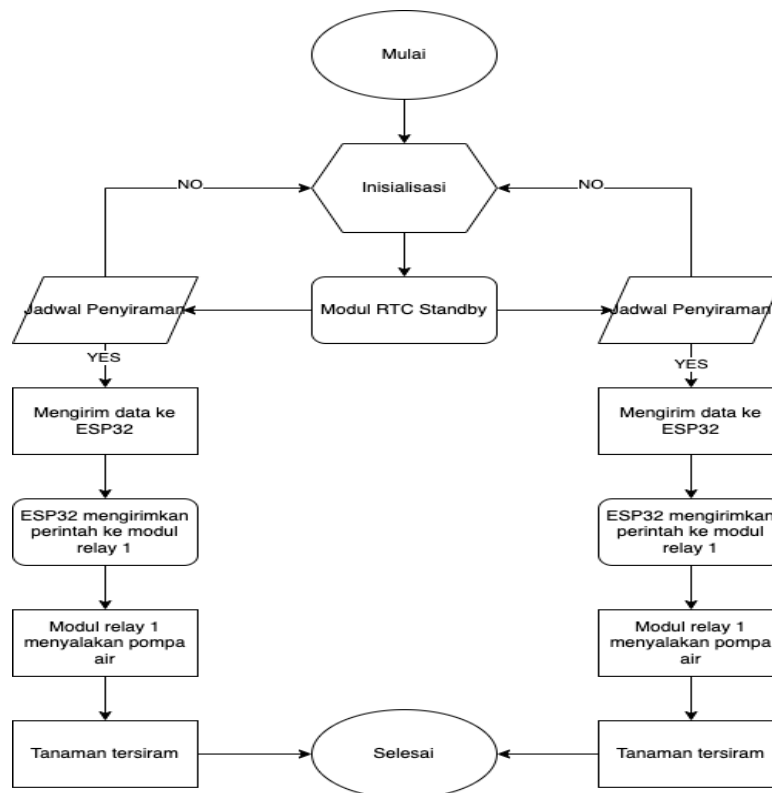 Mulai
NO
Inisialisasi
NO
Jadwal Penyiraman
Modul RTC Standby
Jadwal Penyiraman
YES
YES
Mengirim data ke
ESP32
Mengirim data ke
ESP32
ESP32 mengirimkan
perintah ke modul
relay 1
ESP32 mengirimkan
perintah ke modul
relay 1
Modul relay 1
menyalakan pompa
air
Modul relay 1
menyalakan pompa
air
Tanaman tersiram
Selesai
Tanaman tersiram